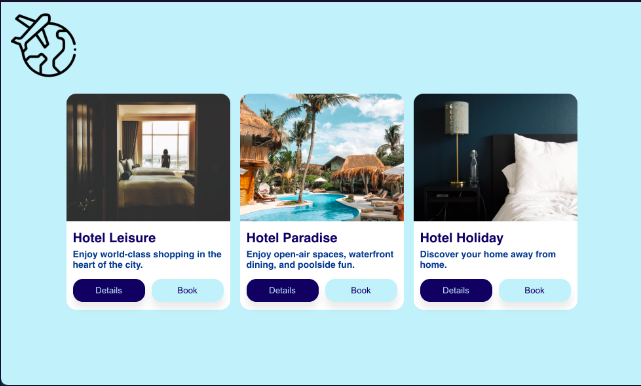 Hotel Leisure
Enjoy world-class shopping in the
heart of the city.
Details
Book
Hotel Paradise
Enjoy open-air spaces, waterfront
dining, and poolside fun.
Details
Book
Hotel Holiday
Discover your home away from
home.
Details
Book